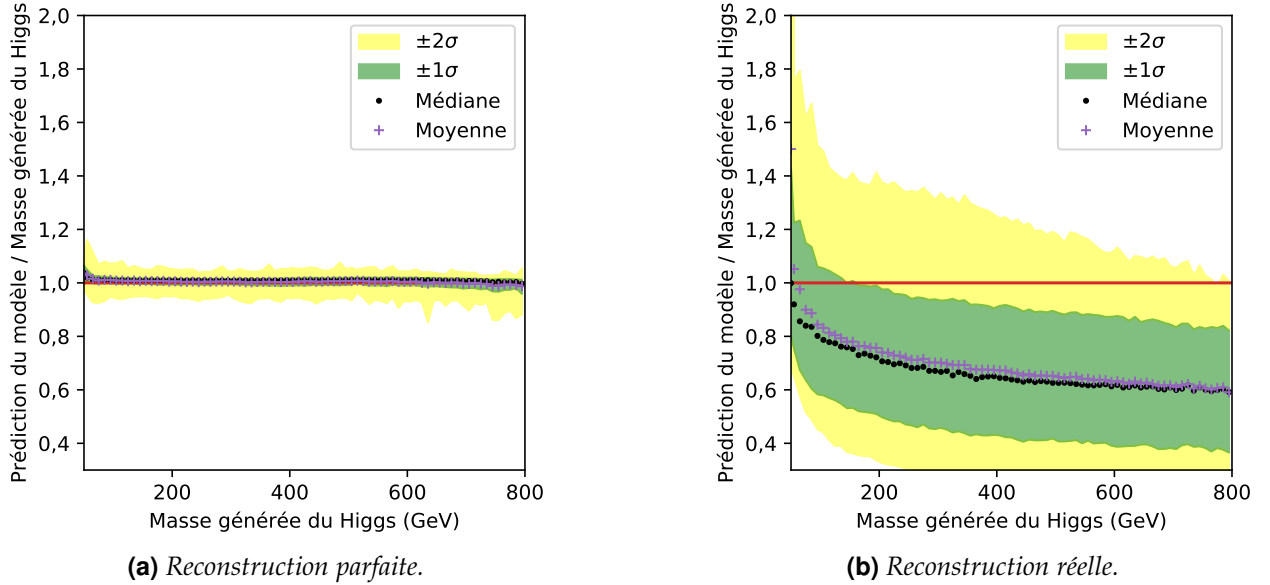 2,0
1,8
1,6
1,4
1,2
1,0
0,8
0,6
0,4
Prédiction du modèle / Masse générée du Higgs
±2σ
±1σ
Médiane
Moyenne
200
400
600
800
Masse générée du Higgs (GeV)
(a) Reconstruction parfaite.
2,0
1,8
1,6
1,4
1,2
1,0
0,8
0,6
0,4
Prédiction du modèle / Masse générée du Higgs
±2σ
±1σ
Médiane
Moyenne
200
400
600
800
Masse générée du Higgs (GeV)
(b) Reconstruction réelle.